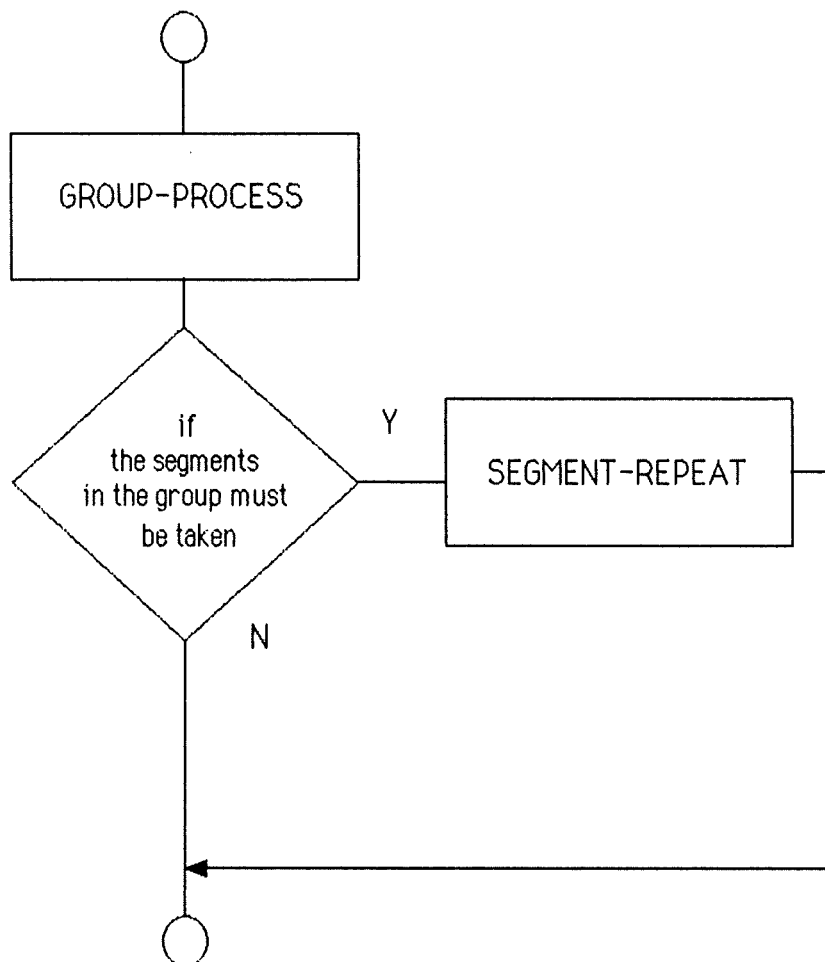 GROUP-PROCESS
if
the segments
in the group must
be taken
Y
SEGMENT-REPEAT
N